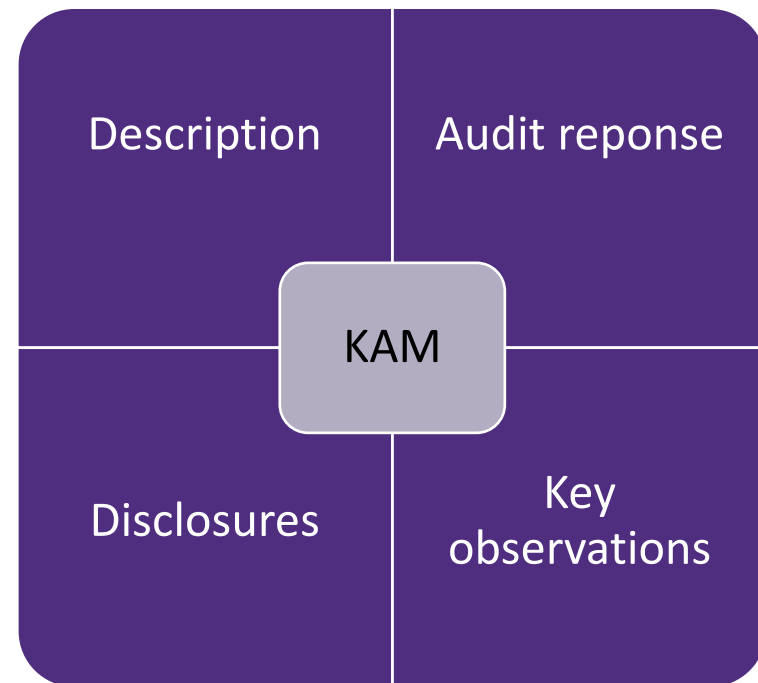 Description
Audit reponse
KAM
Disclosures
Key
observations